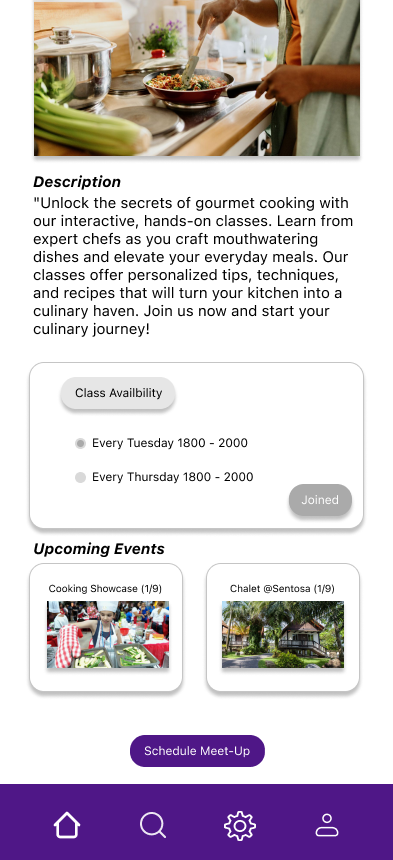 Description
"Unlock the secrets of gourmet cooking with
our interactive, hands-on classes. Learn from
expert chefs as you craft mouthwatering
dishes and elevate your everyday meals. Our
classes offer personalized tips, techniques,
and recipes that will turn your kitchen into a
culinary haven. Join us now and start your
culinary journey!
Class Availbility
Every Tuesday 1800 - 2000
Every Thursday 1800 - 2000
Joined
Upcoming Events
Cooking Showcase (1/9)
Chalet @Sentosa (1/9)
Schedule Meet-Up